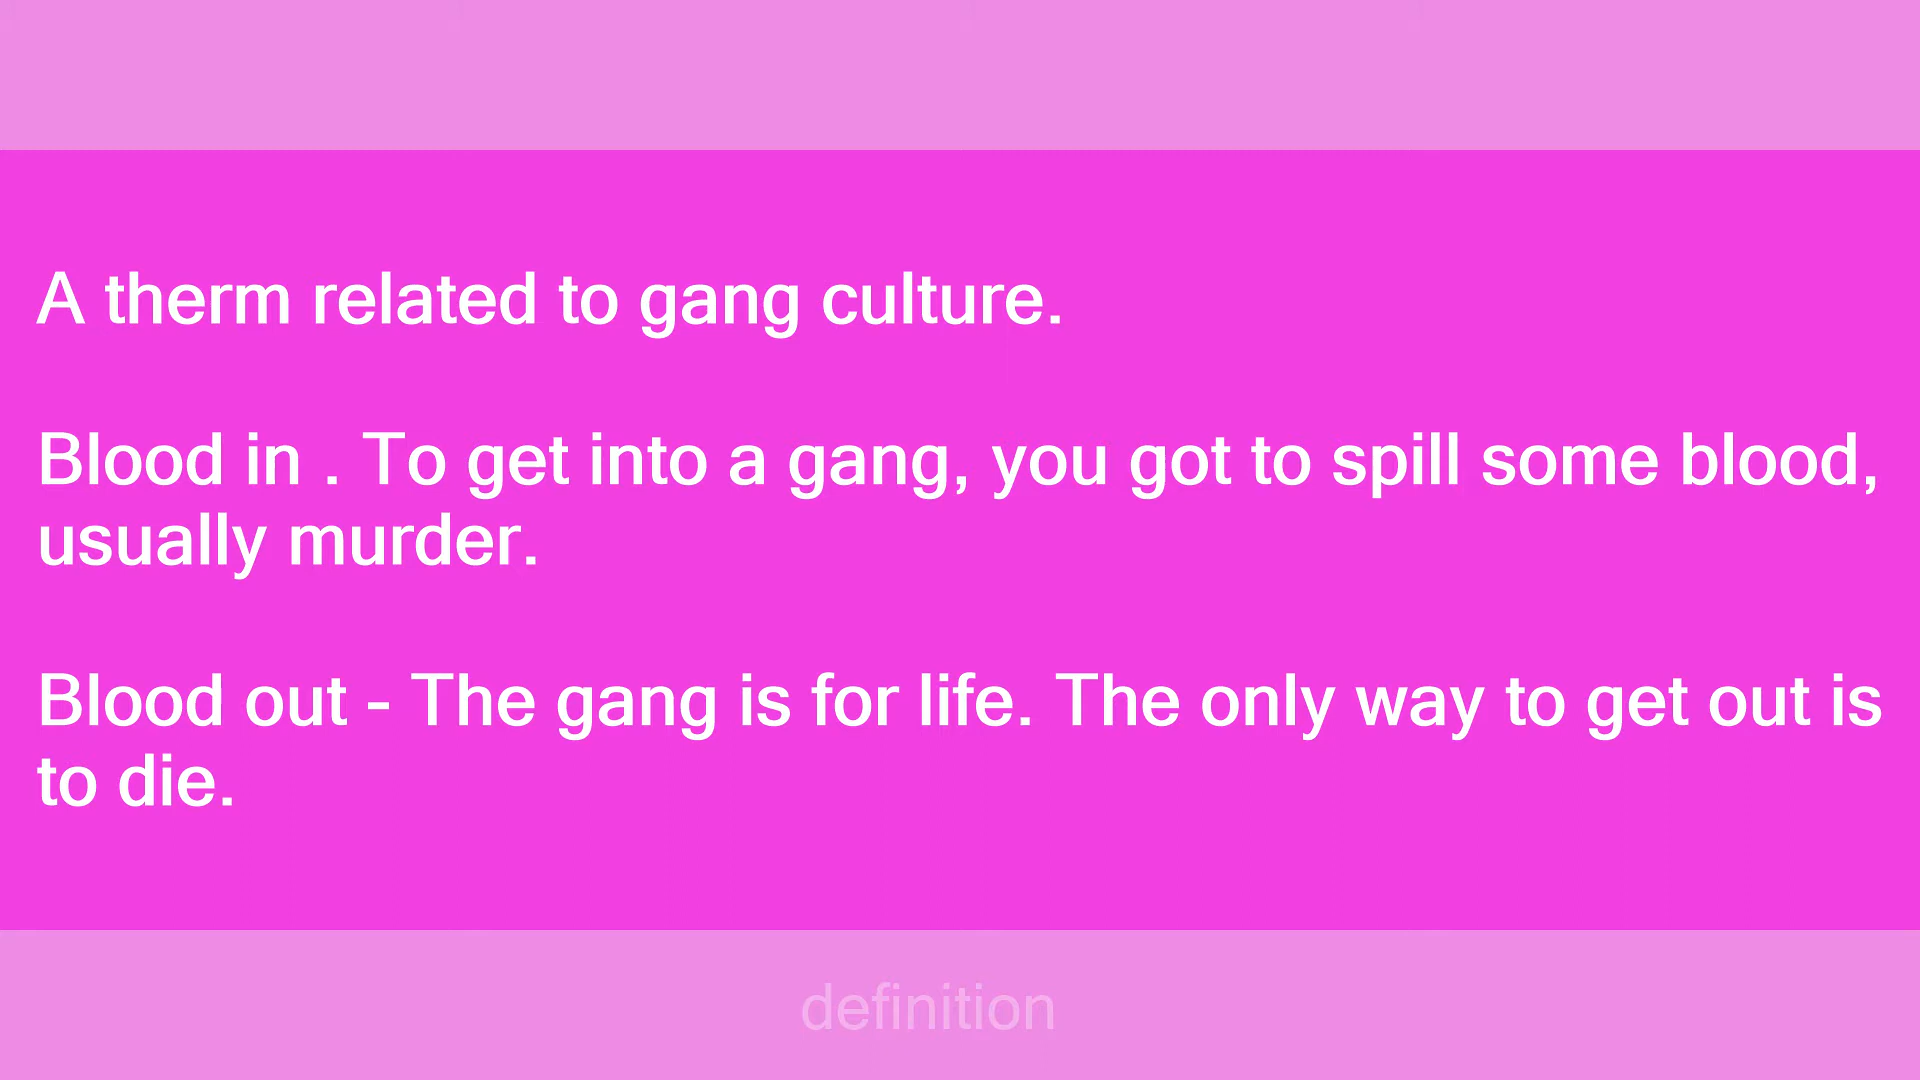 A therm related to gang culture.
Blood in . To get into a gang, you got to spill some blood,
usually murder.
Blood out - The gang is for life. The only way to get out is
to die.
definition